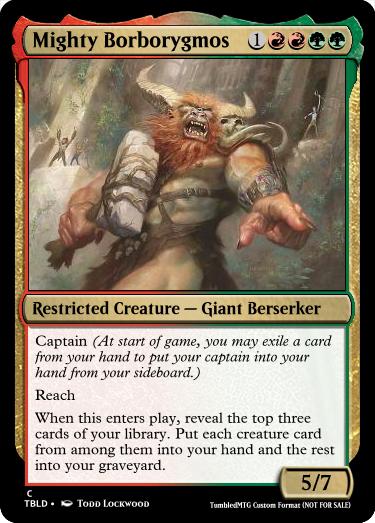 Mighty Borborygmos 1
Restricted Creature — Giant Berserker
Captain (At start of game, you may exile a card
from your hand to put your captain into your
hand from your sideboard.)
Reach
When this enters play, reveal the top three
cards of your library. Put each creature card
from among them into your hand and the rest
into your graveyard.
5/7
C
TBLD • Todd Lockwood
TumbledMTG Custom Format (NOT FOR SALE)